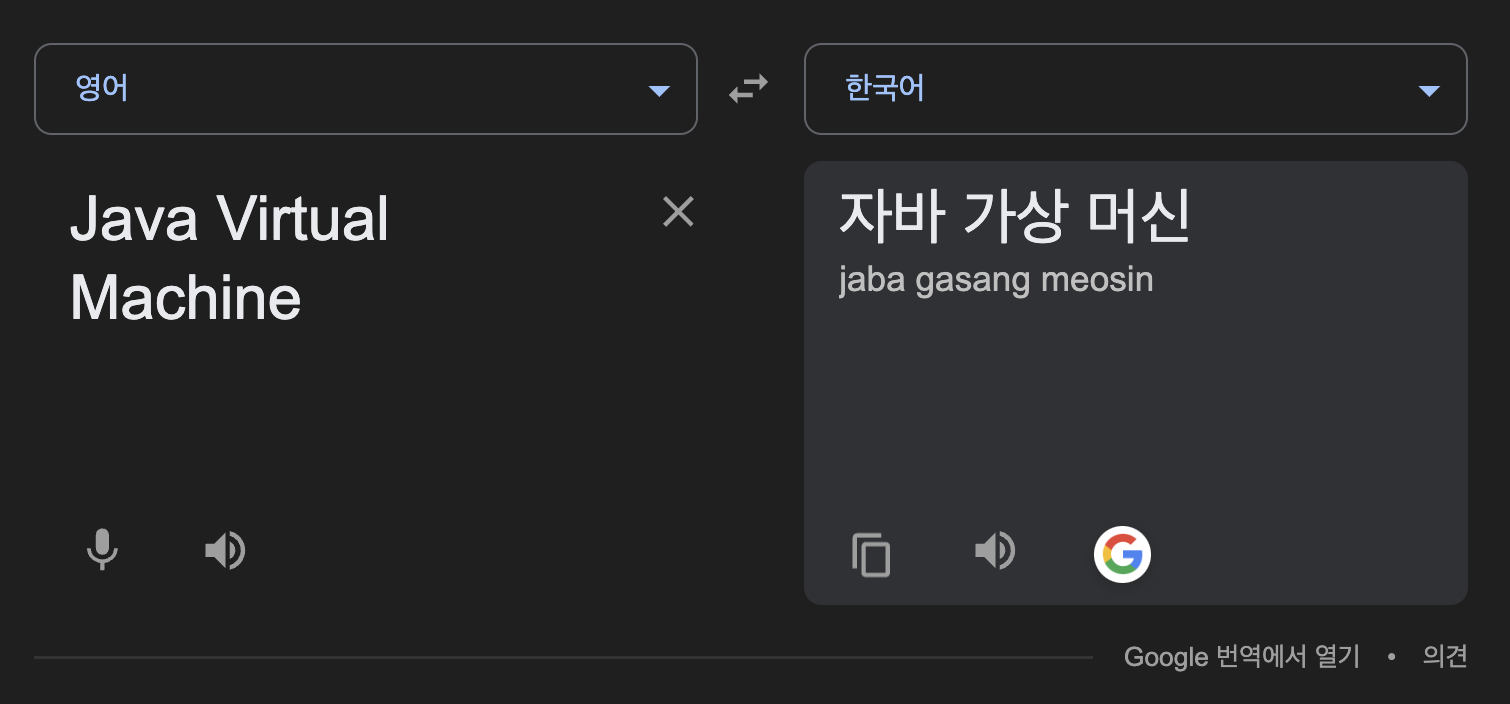 영어
한국어
Java Virtual
Machine
자바 가상 머신
jaba gasang meosin
Google 번역에서 열기 • 의견